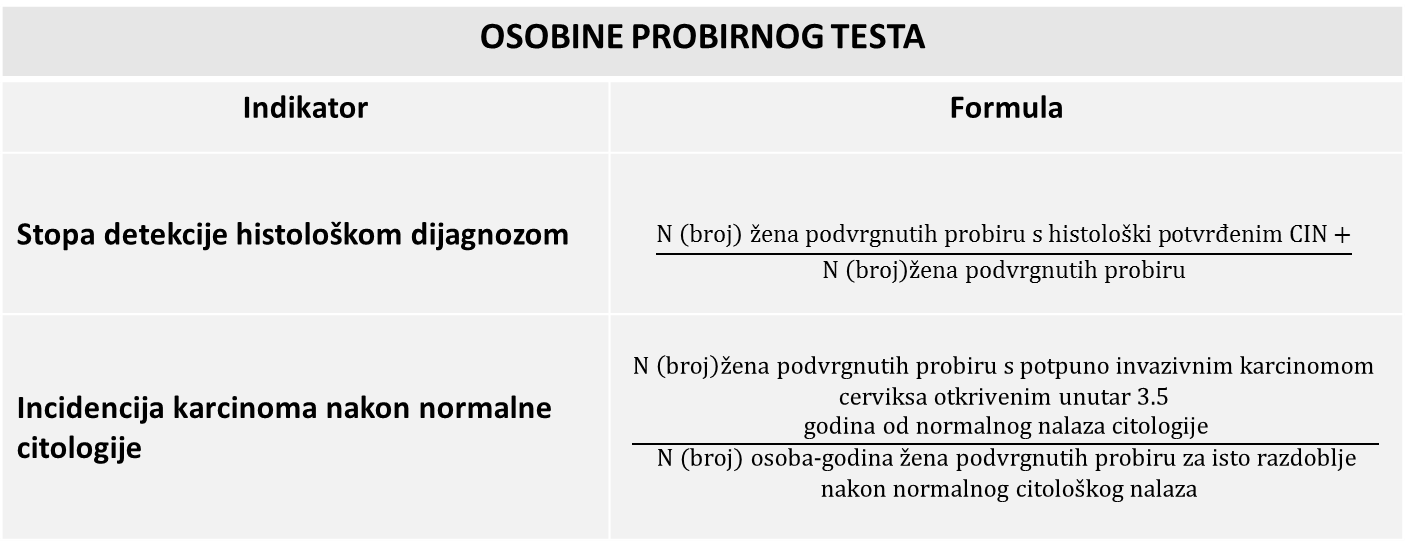 OSOBINE PROBIRNOG TESTA
Indikator
Formula
Stopa detekcije histološkom dijagnozom
N (broj) žena podvrgnutih probiru s histološki potvrđenim CIN +
N (broj)žena podvrgnutih probiru
Incidencija karcinoma nakon normalne
citologije
N (broj)žena podvrgnutih probiru s potpuno invazivnim karcinomom
cerviksa otkrivenim unutar 3.5
godina od normalnog nalaza citologije
N (broj) osoba-godina žena podvrgnutih probiru za isto razdoblje
nakon normalnog citološkog nalaza